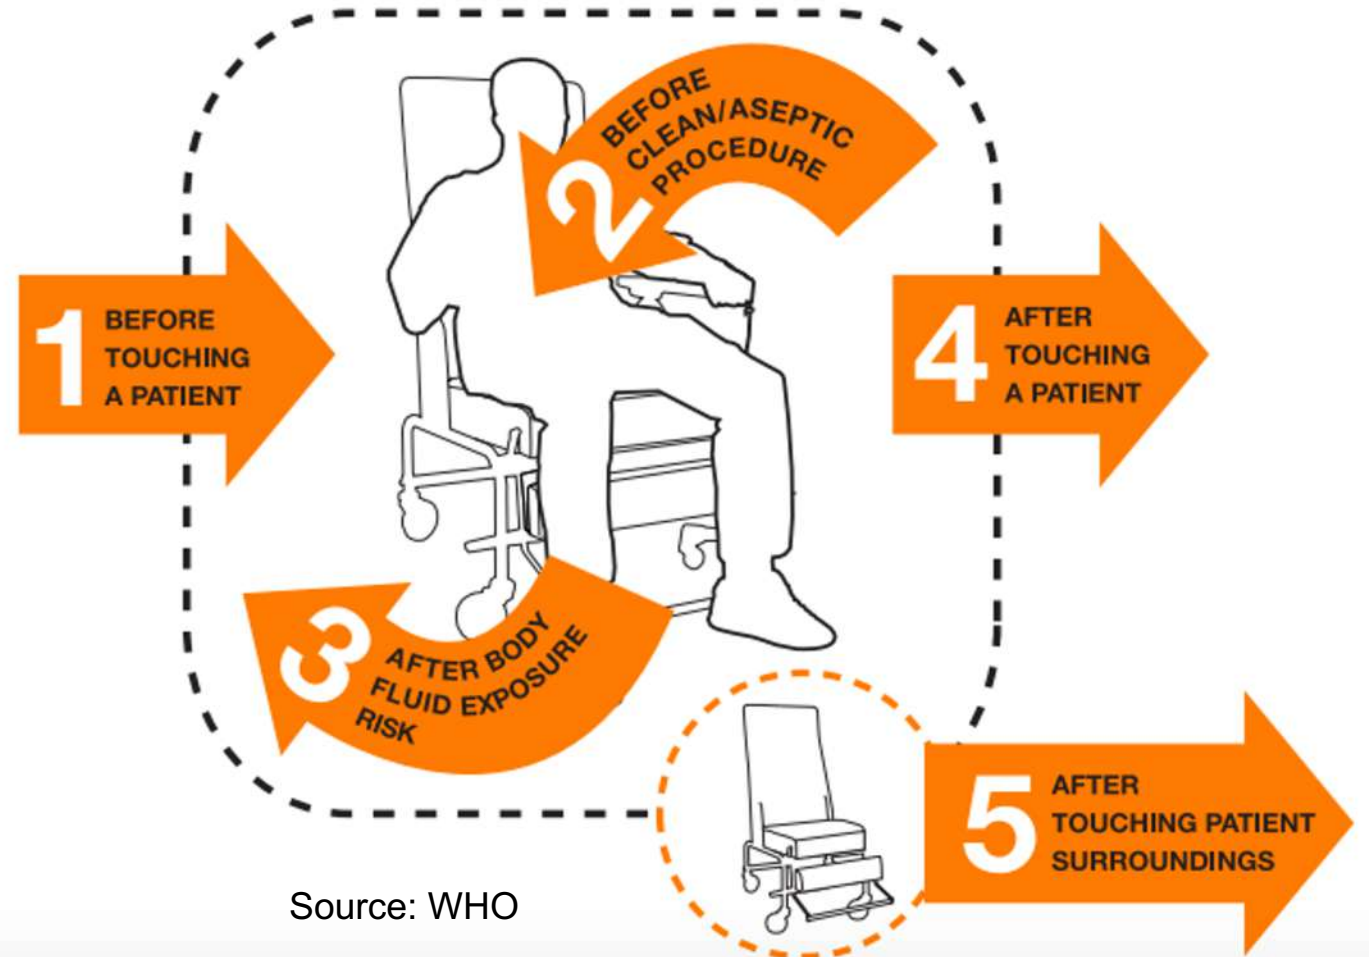 1
BEFORE
TOUCHING
A PATIENT
2
BEFORE
CLEAN/ASEPTIC
PROCEDURE
3
AFTER BODY
FLUID EXPOSURE
RISK
4
AFTER
TOUCHING
A PATIENT
5
AFTER
TOUCHING PATIENT
SURROUNDINGS
Source: WHO